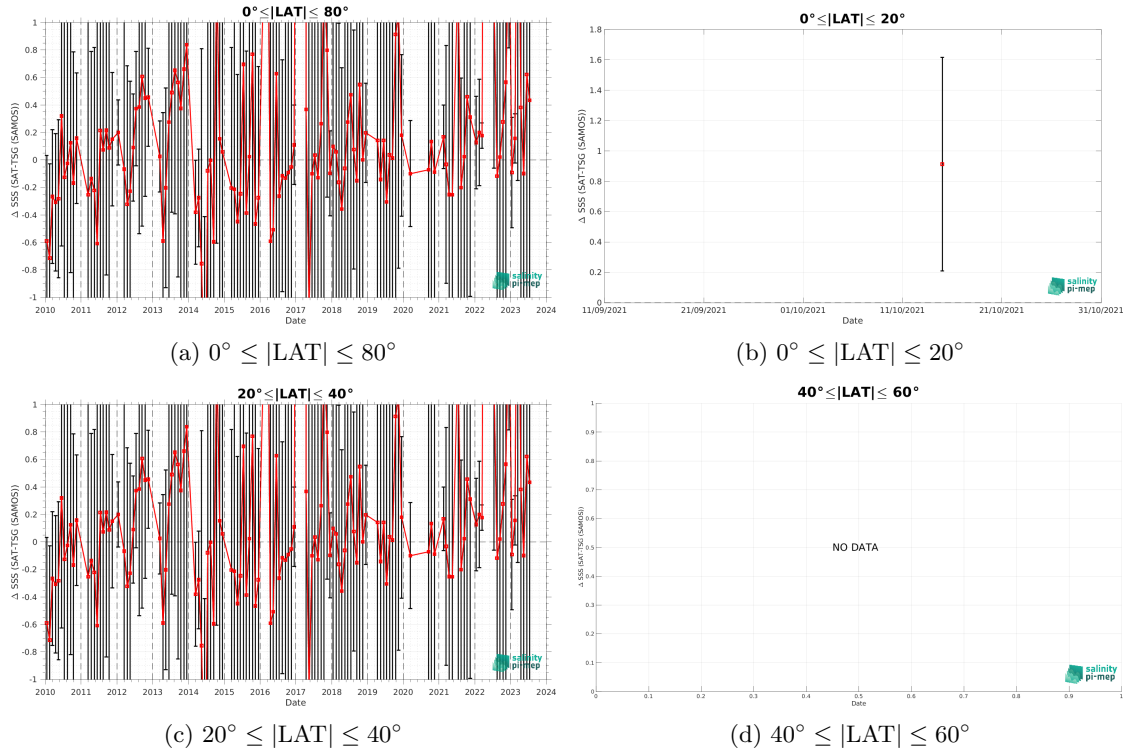 0°≤|LAT|≤ 80°
Δ SSS (SAT-TSG (SAMOS))
1
0.8
0.6
0.4
0.2
0
-0.2
-0.4
-0.6
-0.8
-1
2010 2011 2012 2013 2014 2015 2016 2017 2018 2019 2020 2021 2022 2023 2024
Date
salinity
pi-mep
(a) 0° ≤ |LAT| ≤ 80°
0°≤|LAT|≤ 20°
Δ SSS (SAT-TSG (SAMOS))
1.8
1.6
1.4
1.2
1
0.8
0.6
0.4
0.2
0
11/09/2021 21/09/2021 01/10/2021 11/10/2021 21/10/2021 31/10/2021
Date
salinity
pi-mep
(b) 0° ≤ |LAT| ≤ 20°
20°≤|LAT|≤ 40°
Δ SSS (SAT-TSG (SAMOS))
1
0.8
0.6
0.4
0.2
0
-0.2
-0.4
-0.6
-0.8
-1
2010 2011 2012 2013 2014 2015 2016 2017 2018 2019 2020 2021 2022 2023 2024
Date
salinity
pi-mep
(c) 20° ≤ |LAT| ≤ 40°
40°≤|LAT|≤ 60°
Δ SSS (SAT-TSG (SAMOS))
1
0.9
0.8
0.7
0.6
0.5
0.4
0.3
0.2
0.1
0
NO DATA
0 0.1 0.2 0.3 0.4 0.5 0.6 0.7 0.8 0.9 1
Date
salinity
pi-mep
(d) 40° ≤ |LAT| ≤ 60°